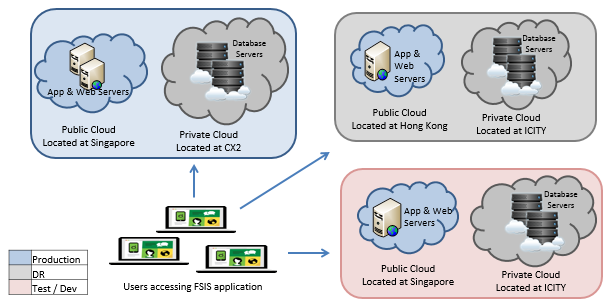 App & Web Servers
Database
Servers
Public Cloud
Located at Singapore
Private Cloud
Located at CX2
App &
Web
Servers
Database
Servers
Public Cloud
Located at Hong Kong
Private Cloud
Located at ICITY
App & Web
Servers
Database
Servers
Public Cloud
Located at Singapore
Private Cloud
Located at ICITY
Users accessing FSIS application
Production
DR
Test / Dev